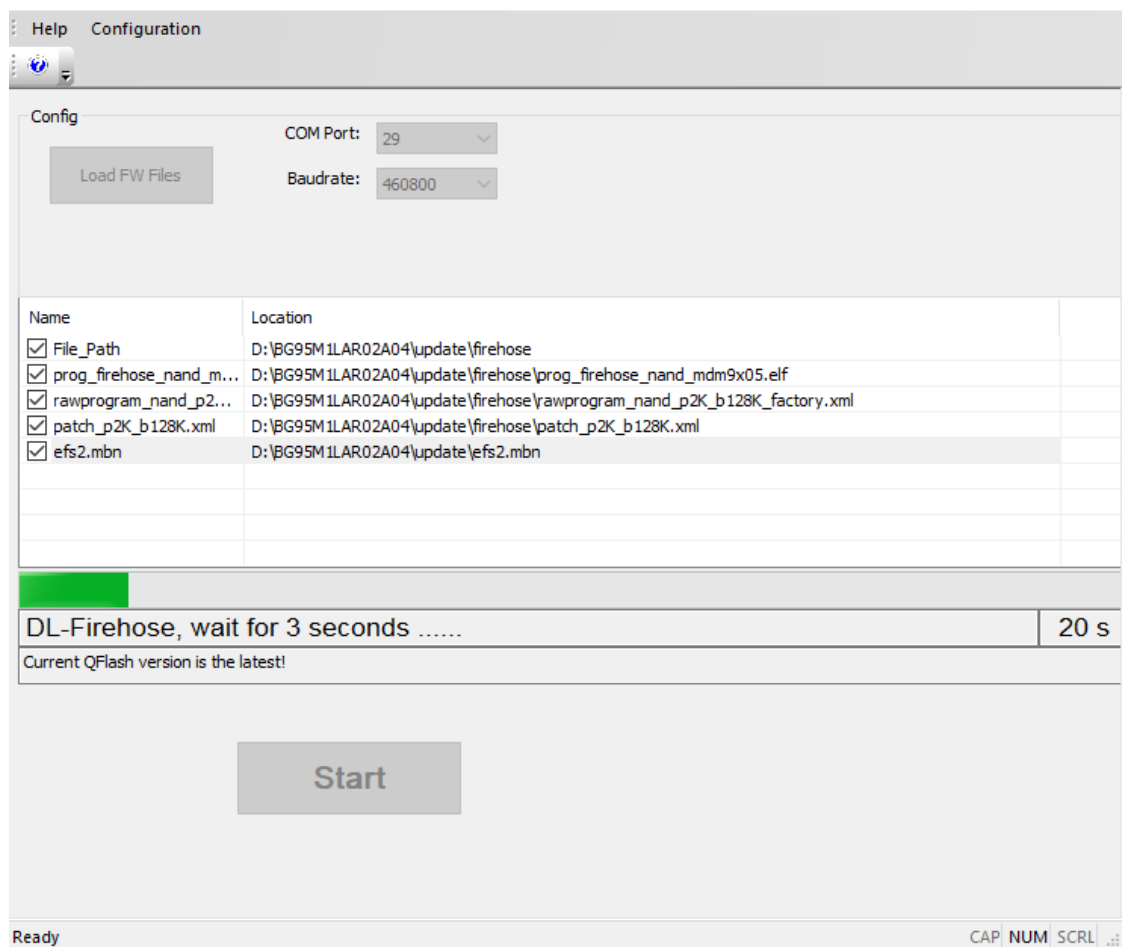 Help Configuration
Config
COM Port: 29
Load FW Files
Baudrate: 460800
Name Location
File_Path D:\BG95M1LAR02A04\update\firehose
prog_firehose_nand_m... D:\BG95M1LAR02A04\update\firehose\prog_firehose_nand_mdm9x05.elf
rawprogram_nand_p2... D:\BG95M1LAR02A04\update\firehose\rawprogram_nand_p2K_b128K_factory.xml
patch_p2K_b128K.xml D:\BG95M1LAR02A04\update\firehose\patch_p2K_b128K.xml
efs2.mbn D:\BG95M1LAR02A04\update\efs2.mbn
DL-Firehose, wait for 3 seconds ...... 20 s
Current QFlash version is the latest!
Start
Ready CAP NUM SCRL